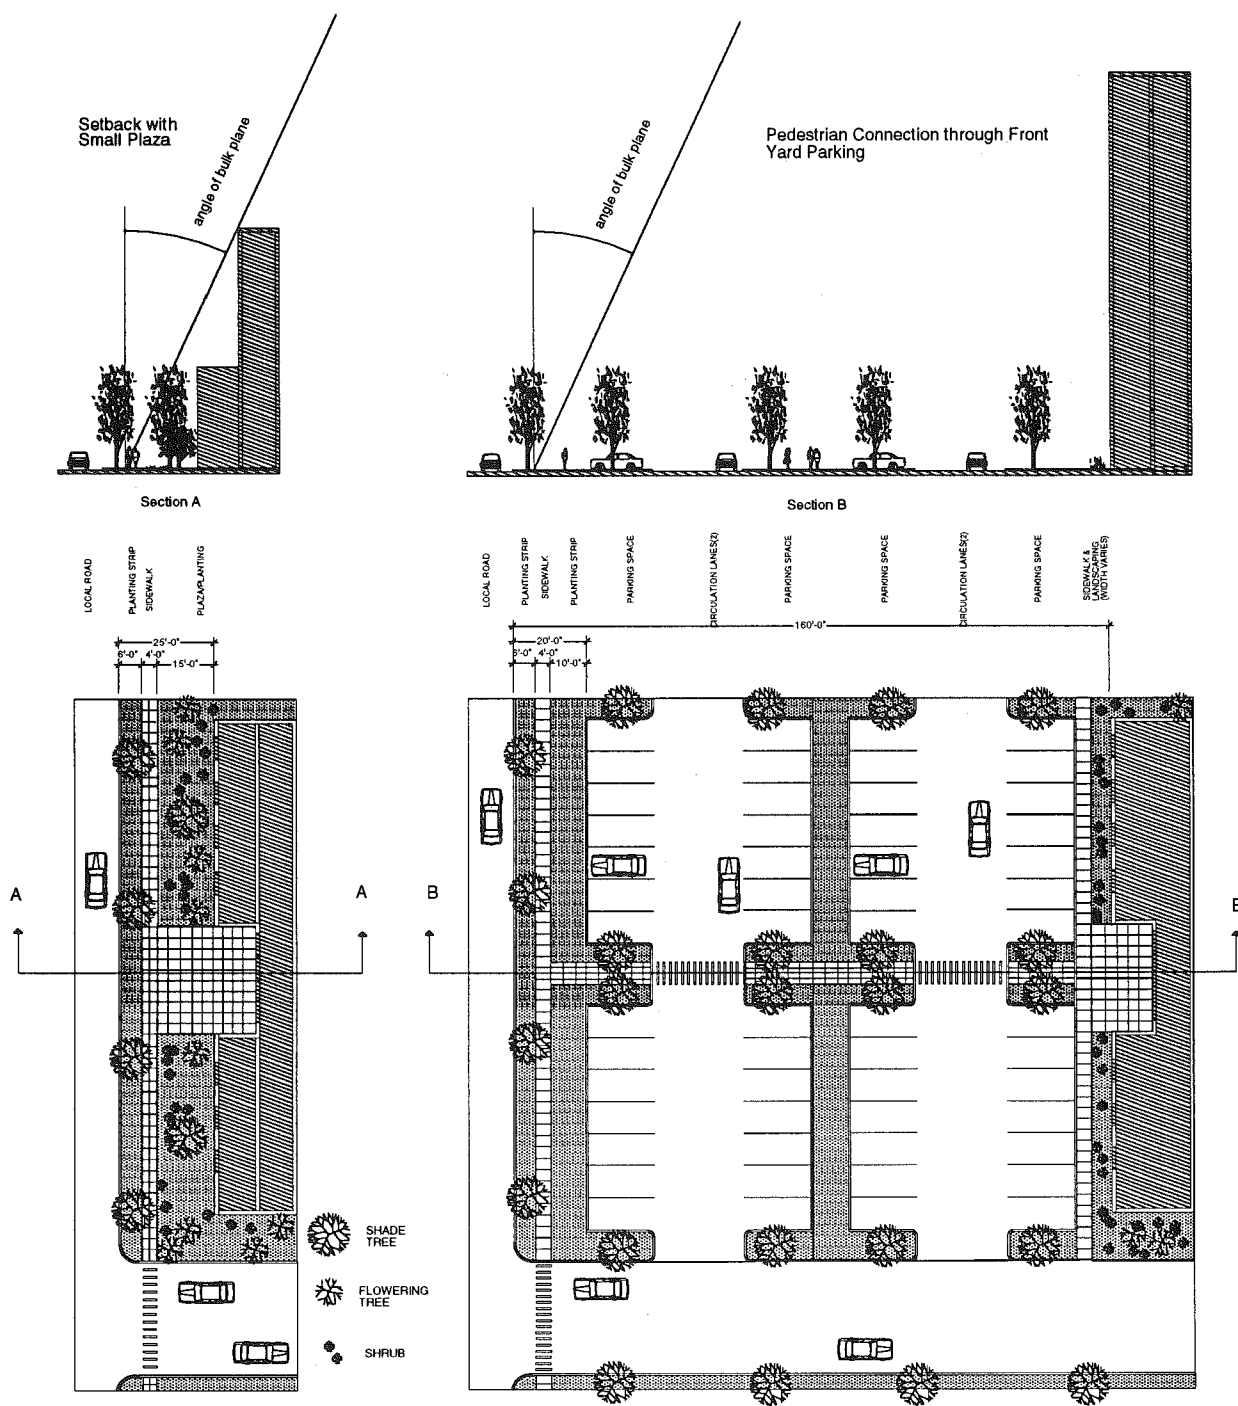 Setback with
Small Plaza
angle of bulk plane
angle of bulk plane
Pedestrian Connection through Front
Yard Parking
Section A
Section B
LOCAL ROAD
PLANTING STRIP
SIDEWALK
PLAZA/PLANTING
LOCAL ROAD
PLANTING STRIP
SIDEWALK
PLANTING STRIP
PARKING SPACE
CIRCULATION LANES(2)
PARKING SPACE
PARKING SPACE
CIRCULATION LANES(2)
PARKING SPACE
SIDEWALK &
LANDSCAPING
(WIDTH VARIES)
25'-0"
6'-0" 4'-0"
15'-0"
160'-0"
20'-0"
6'-0" 4'-0"
10'-0"
A
A
B
B
SHADE
TREE
FLOWERING
TREE
SHRUB